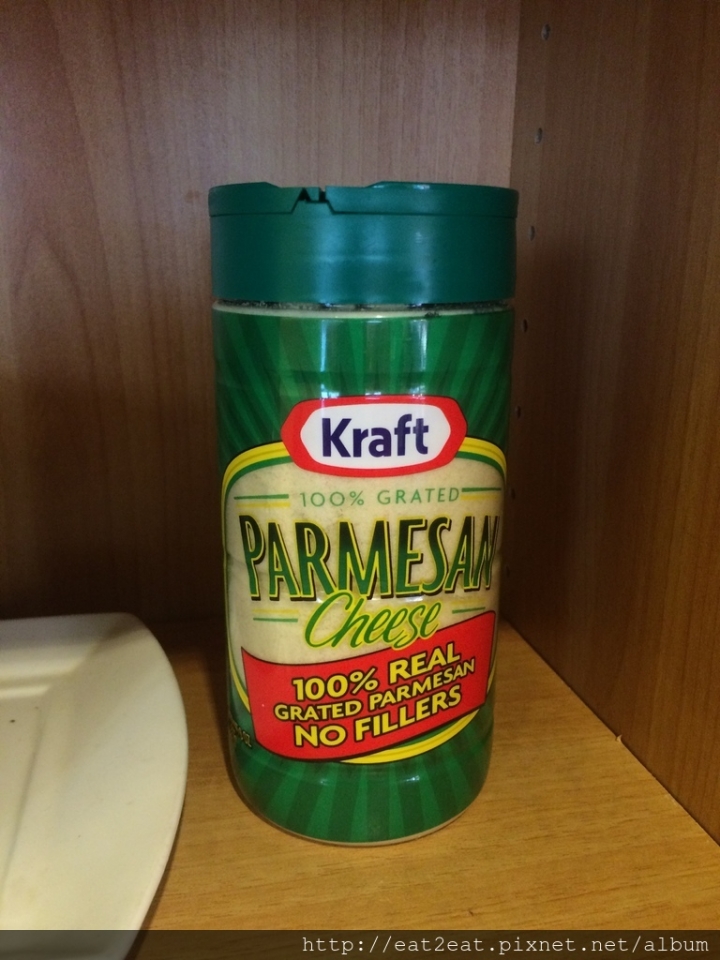 Kraft
100% GRATED
PARMESAN
Cheese
100% REAL
GRATED PARMESAN
NO FILLERS
http://eat2eat.pixnet.net/album